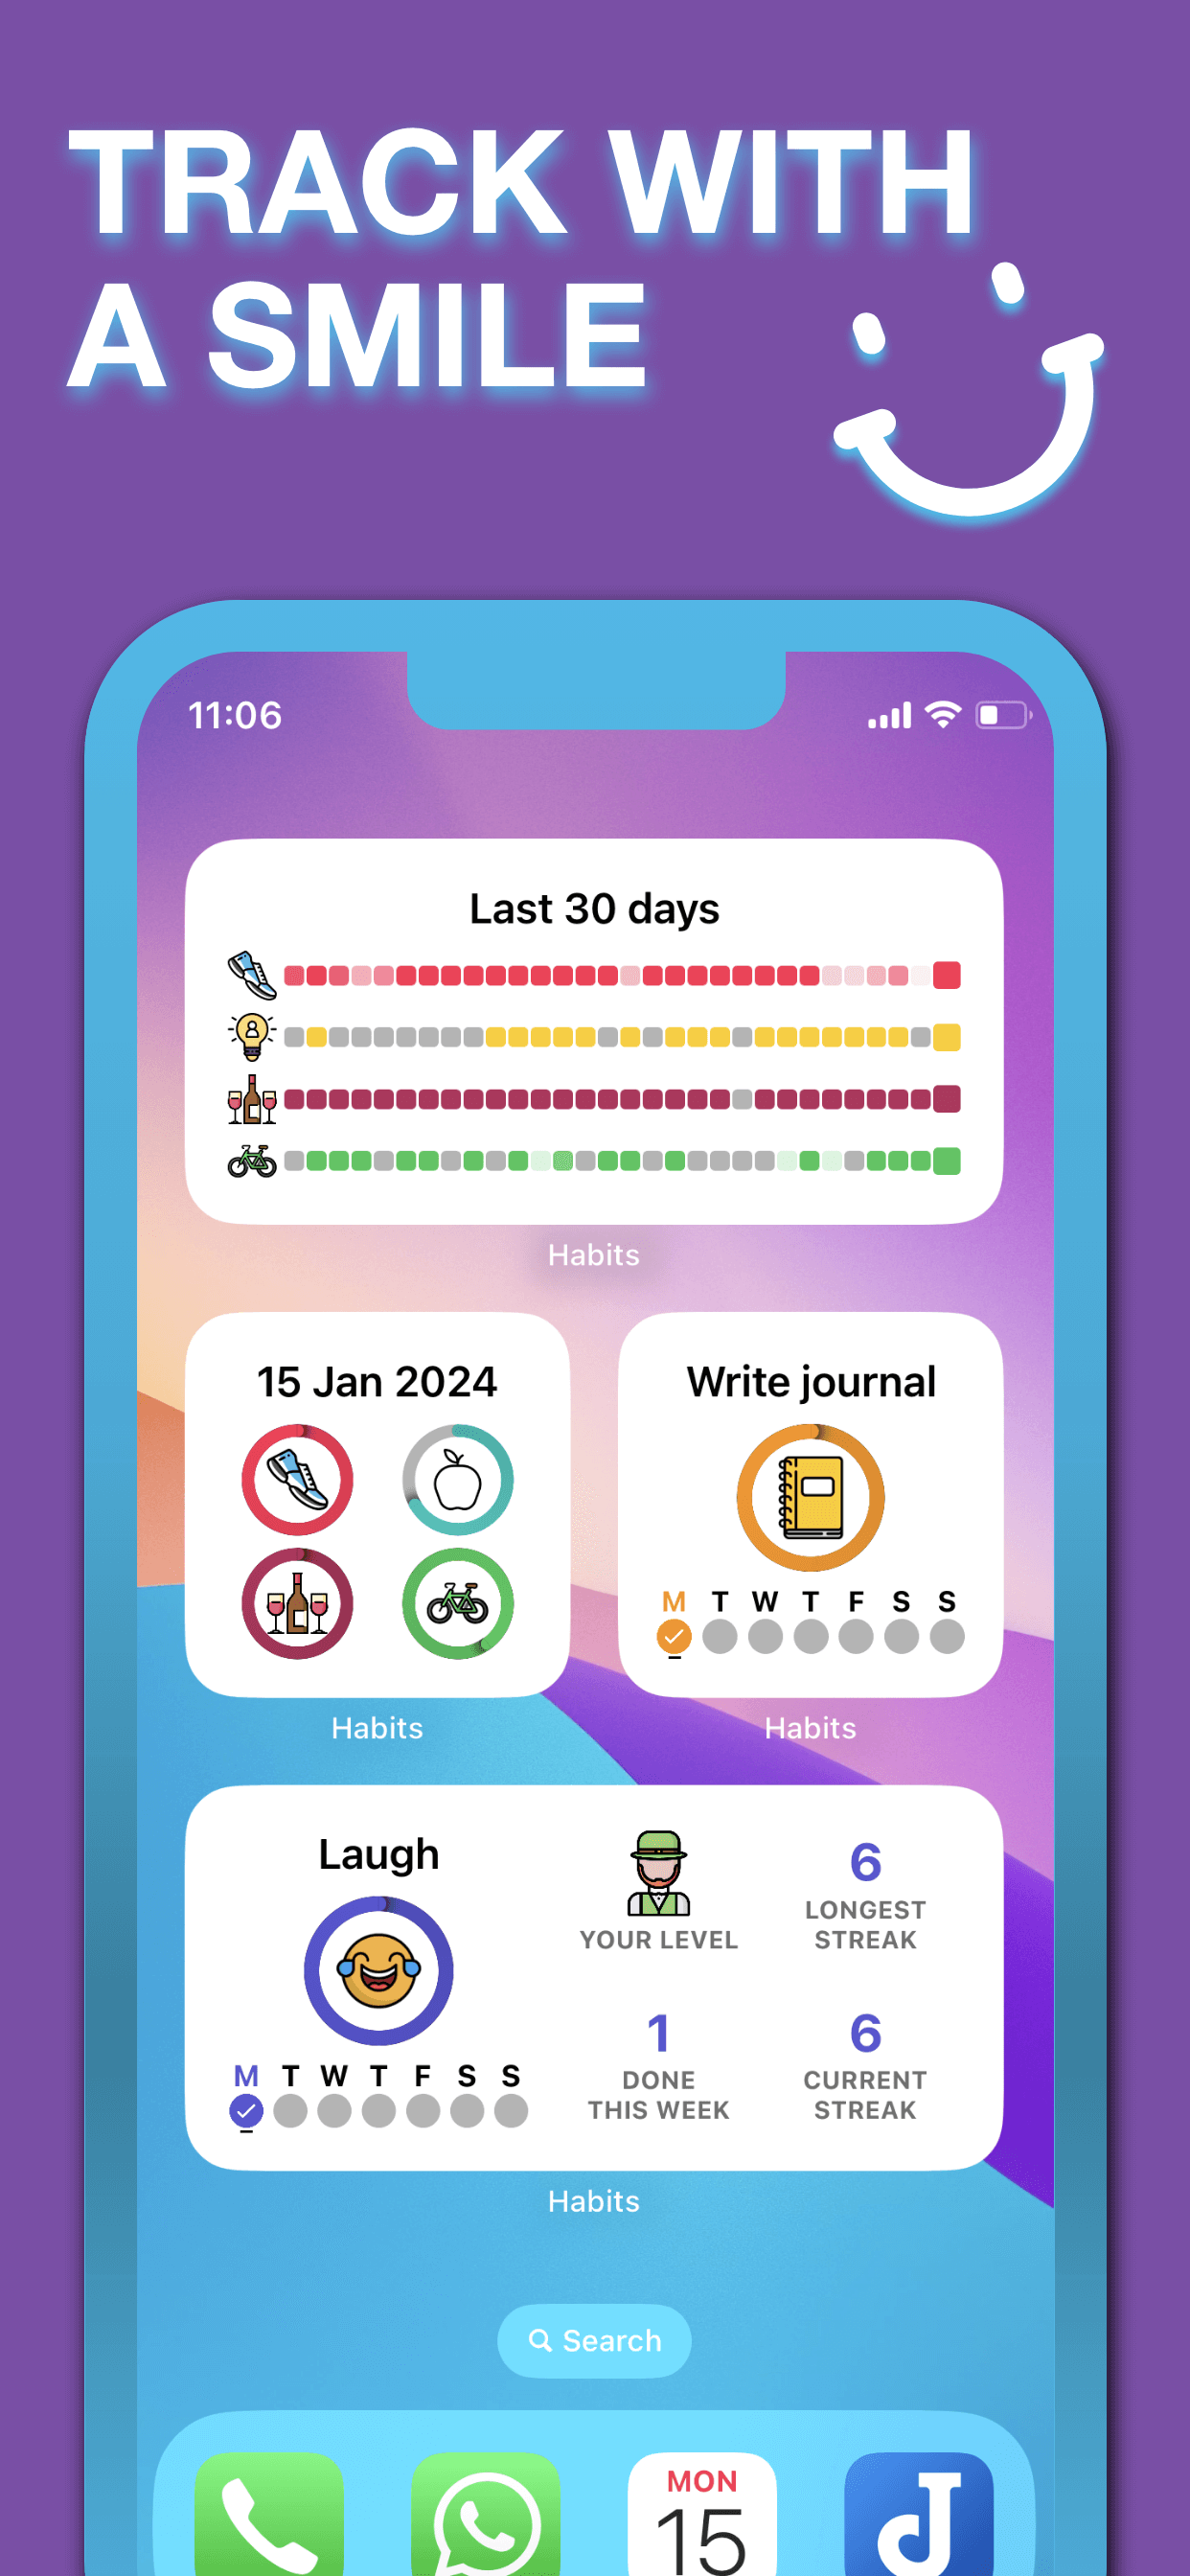 TRACK WITH
A SMILE
11:06
Last 30 days
Habits
15 Jan 2024
Habits
Write journal
M T W T F S S
Habits
Laugh
M T W T F S S
YOUR LEVEL
6
LONGEST
STREAK
1
DONE
THIS WEEK
6
CURRENT
STREAK
Habits
Search
MON
15